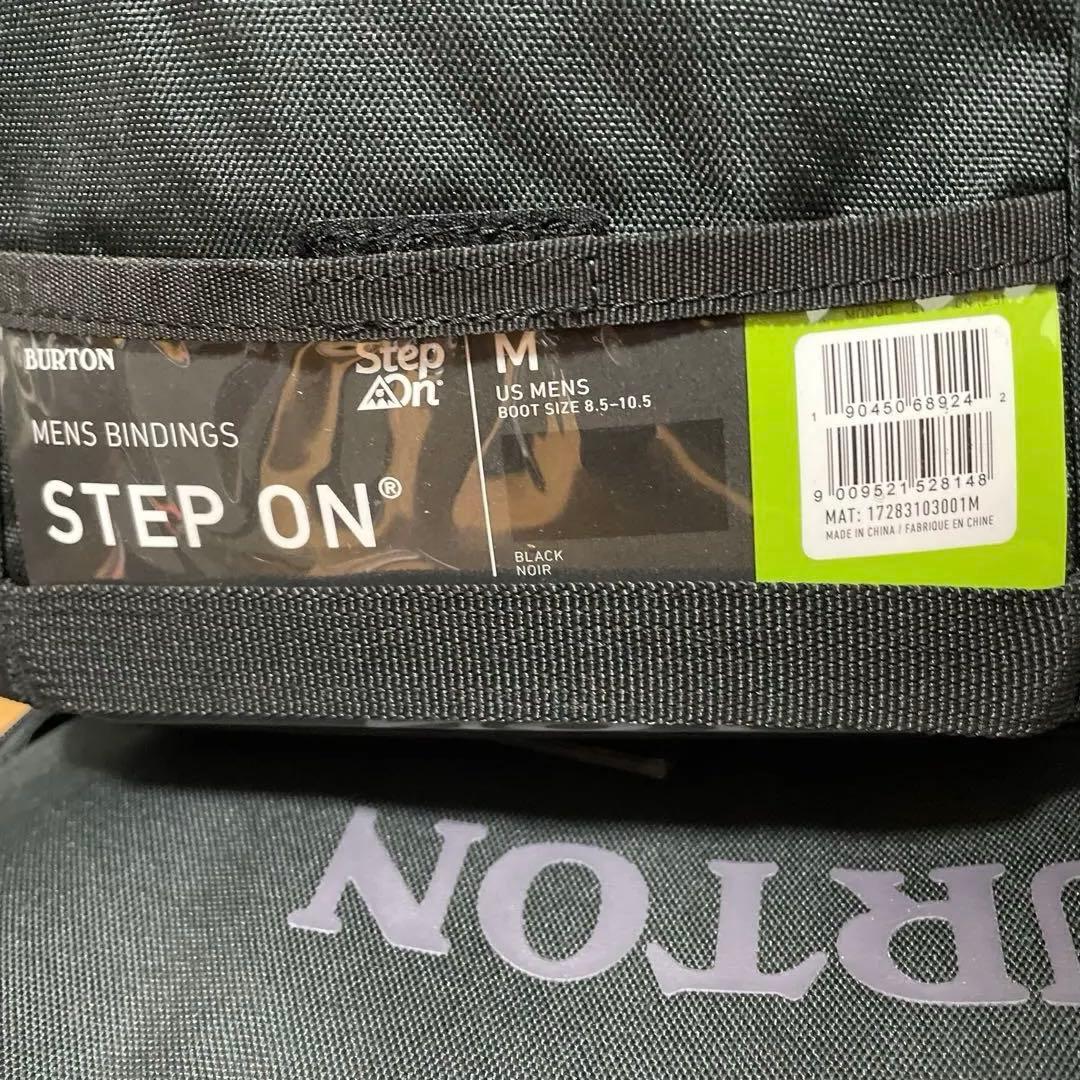 BURTON
Step
On
MENS BINDINGS
STEP ON®
M
US MENS
BOOT SIZE 8.5-10.5
BLACK
NOIR
1 90450 68924 2
9 009521 528148
MAT: 17283103001M
MADE IN CHINA / FABRIQUE EN CHINE
URTON